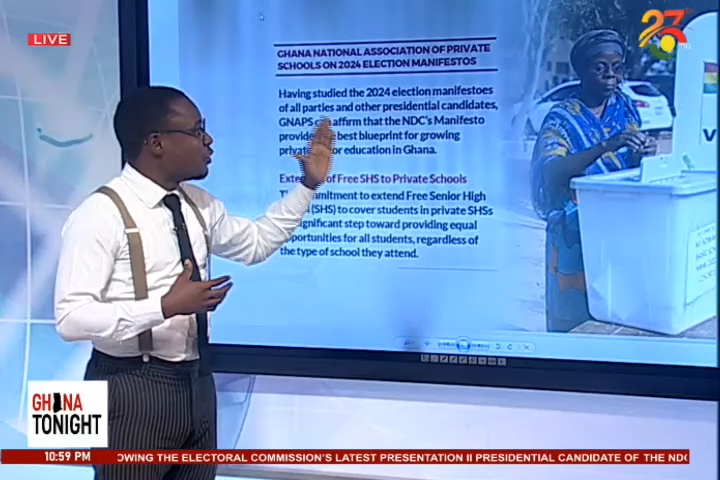 LIVE
23
GHANA NATIONAL ASSOCIATION OF PRIVATE
SCHOOLS ON 2024 ELECTION MANIFESTOS
Having studied the 2024 election manifestoes
of all parties and other presidential candidates,
GNAPS can affirm that the NDC's Manifesto
best blueprint for growing
education in Ghana.
of Free SHS to Private Schools
mmitment to extend Free Senior High
(SHS) to cover students in private SHSs
significant step toward providing equal
opportunities for all students, regardless of
the type of school they attend.
GHANA
TONIGHT
10:59 PM OWING THE ELECTORAL COMMISSION'S LATEST PRESENTATION II PRESIDENTIAL CANDIDATE OF THE NDC